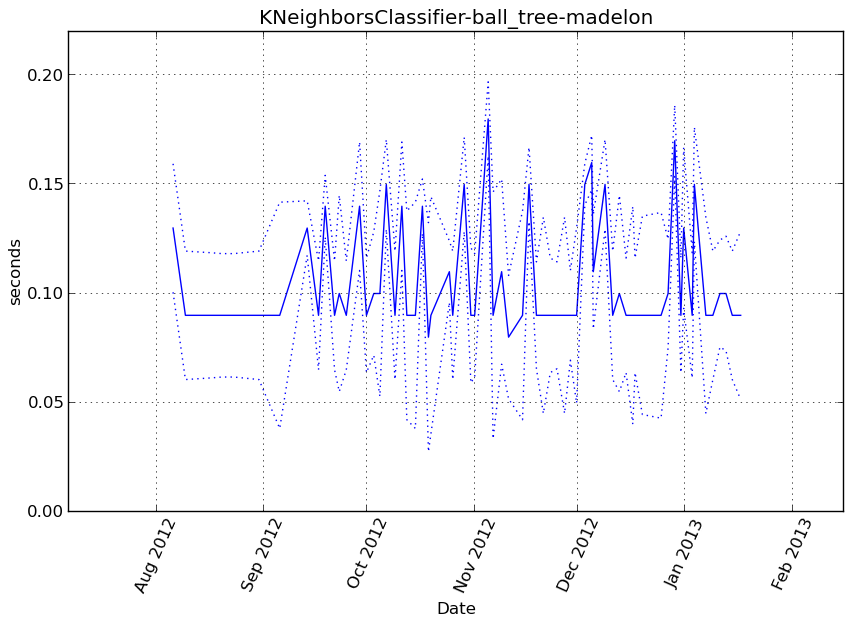 KNeighborsClassifier-ball_tree-madelon
seconds
0.20
0.15
0.10
0.05
0.00
Aug 2012
Sep 2012
Oct 2012
Nov 2012
Dec 2012
Jan 2013
Feb 2013
Date